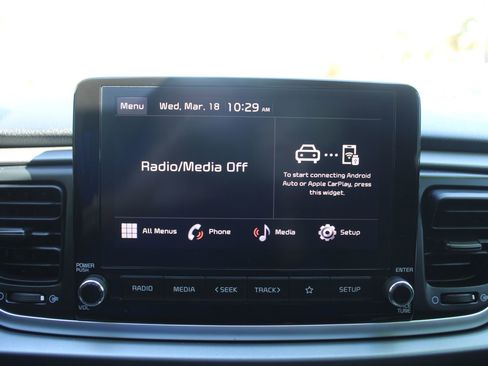 Menu Wed, Mar. 18 10:29 AM
Radio/Media Off
To start connecting Android
Auto or Apple CarPlay, press
this widget.
All Menus Phone Media Setup
POWER
PUSH
VOL
RADIO MEDIA <SEEK TRACK> ☆ SETUP
ENTER
TUNE